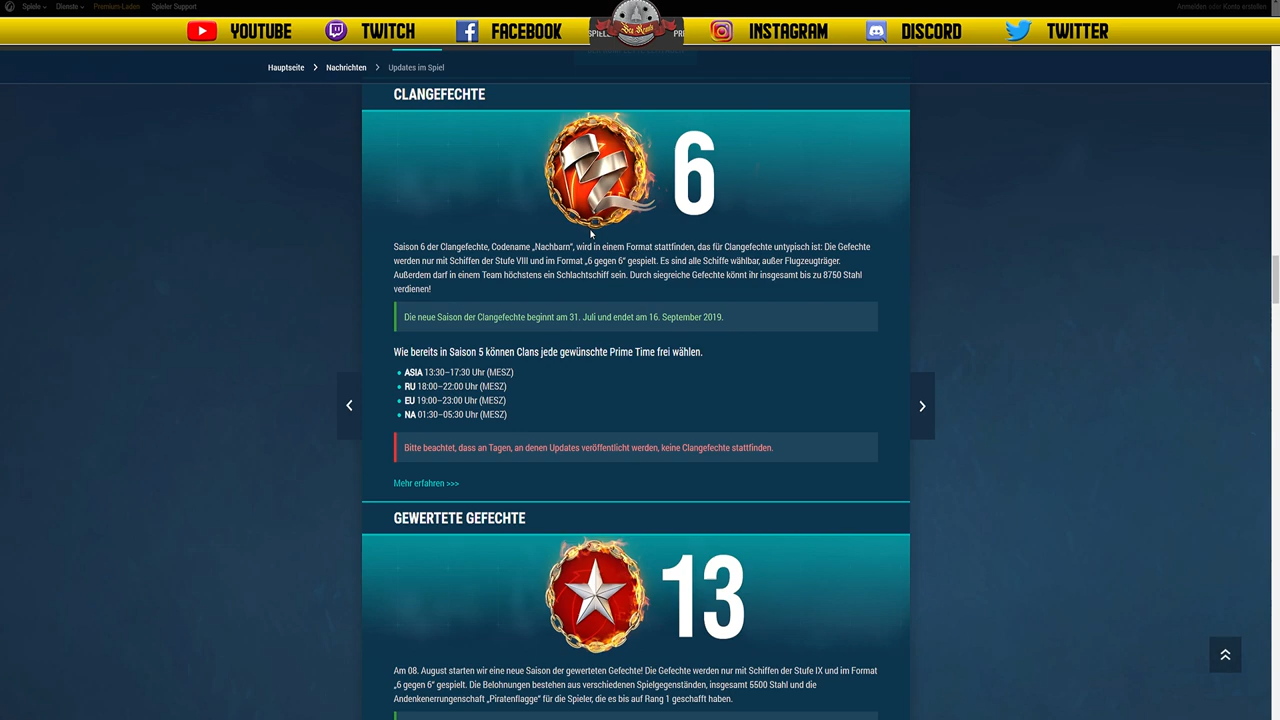 Spiele
Dienste
Premium-Laden
Spieler Support
Anmelden oder Konto erstellen
YOUTUBE
TWITCH
FACEBOOK
INSTAGRAM
DISCORD
TWITTER
Hauptseite > Nachrichten > Updates im Spiel
CLANGEFECHTE
6
Saison 6 der Clangefechte, Codename „Nachbarn“, wird in einem Format stattfinden, das für Clangefechte untypisch ist: Die Gefechte
werden nur mit Schiffen der Stufe VIII und im Format „6 gegen 6“ gespielt. Es sind alle Schiffe wählbar, außer Flugzeugträger.
Außerdem darf in einem Team höchstens ein Schlachtschiff sein. Durch siegreiche Gefechte könnt ihr insgesamt bis zu 8750 Stahl
verdienen!
Die neue Saison der Clangefechte beginnt am 31. Juli und endet am 16. September 2019.
Wie bereits in Saison 5 können Clans jede gewünschte Prime Time frei wählen.
ASIA 13:30–17:30 Uhr (MESZ)
RU 18:00–22:00 Uhr (MESZ)
EU 19:00–23:00 Uhr (MESZ)
NA 01:30–05:30 Uhr (MESZ)
Bitte beachtet, dass an Tagen, an denen Updates veröffentlicht werden, keine Clangefechte stattfinden.
Mehr erfahren >>>
GEWERTETE GEFECHTE
13
Am 08. August starten wir eine neue Saison der gewerteten Gefechte! Die Gefechte werden nur mit Schiffen der Stufe IX und im Format
„6 gegen 6“ gespielt. Die Belohnungen bestehen aus verschiedenen Spielgegenständen, insgesamt 5500 Stahl und die
Andenkenerrungenschaft „Piratenflagge“ für die Spieler, die es bis auf Rang 1 geschafft haben.